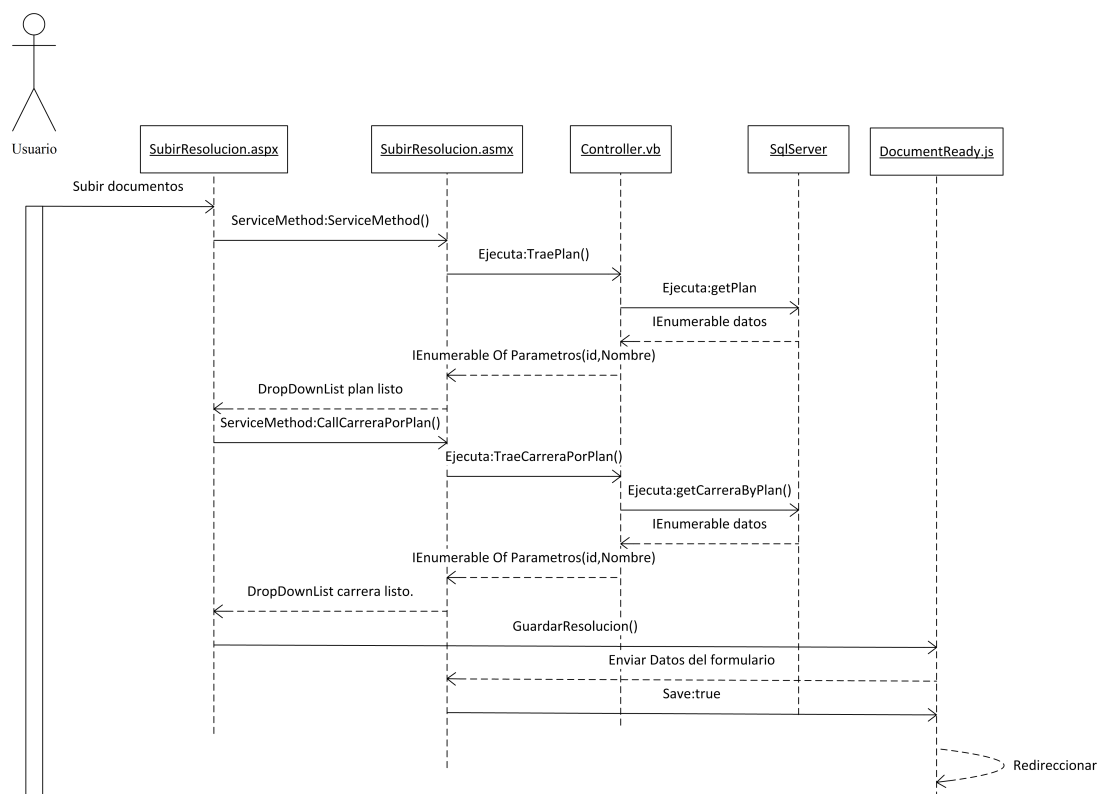 Usuario
SubirResolucion.aspx
SubirResolucion.asmx
Controller.vb
SqlServer
DocumentReady.js
Subir documentos
ServiceMethod:ServiceMethod()
Ejecuta:TraePlan()
Ejecuta:getPlan
IEnumerable datos
IEnumerable Of Parametros(id,Nombre)
DropDownList plan listo
ServiceMethod:CallCarreraPorPlan()
Ejecuta:TraeCarreraPorPlan()
Ejecuta:getCarreraByPlan()
IEnumerable datos
IEnumerable Of Parametros(id,Nombre)
DropDownList carrera listo.
GuardarResolucion()
Enviar Datos del formulario
Save:true
Redireccionar